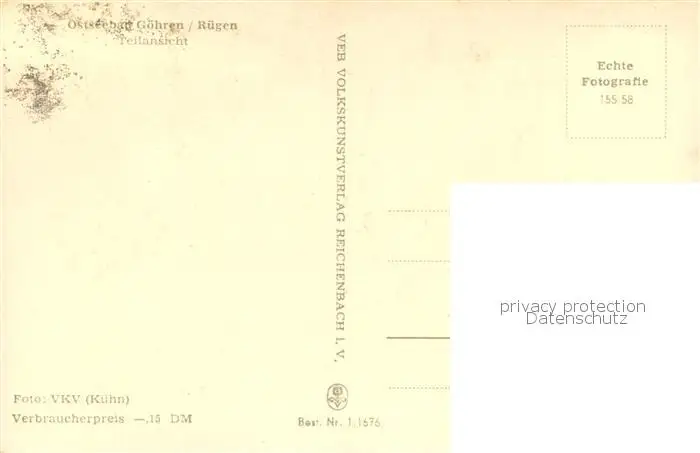 Ostseebad Göhren / Rügen
Teilansicht
VEB VOLKSKUNSTVERLAG REICHENBACH i. V.
Echte
Fotografie
155 58
privacy protection
Datenschutz
Foto: VKV (Kühn)
Verbraucherpreis —,15 DM
Best. Nr. 1,1676